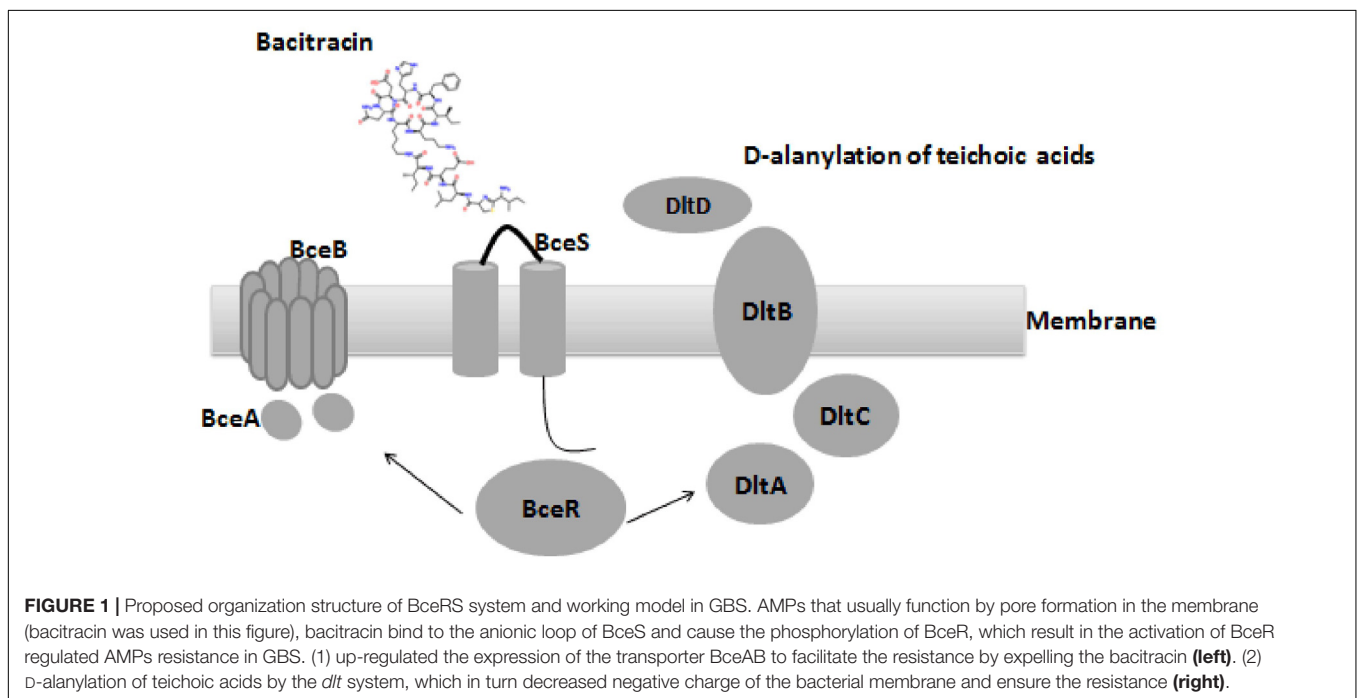 Bacitracin
D-alanylation of teichoic acids
DltD
BceB
BceS
DltB
Membrane
BceA
DltC
DltA
BceR
FIGURE 1 | Proposed organization structure of BceRS system and working model in GBS. AMPs that usually function by pore formation in the membrane
(bacitracin was used in this figure), bacitracin bind to the anionic loop of BceS and cause the phosphorylation of BceR, which result in the activation of BceR
regulated AMPs resistance in GBS. (1) up-regulated the expression of the transporter BceAB to facilitate the resistance by expelling the bacitracin (left). (2)
D-alanylation of teichoic acids by the dlt system, which in turn decreased negative charge of the bacterial membrane and ensure the resistance (right).